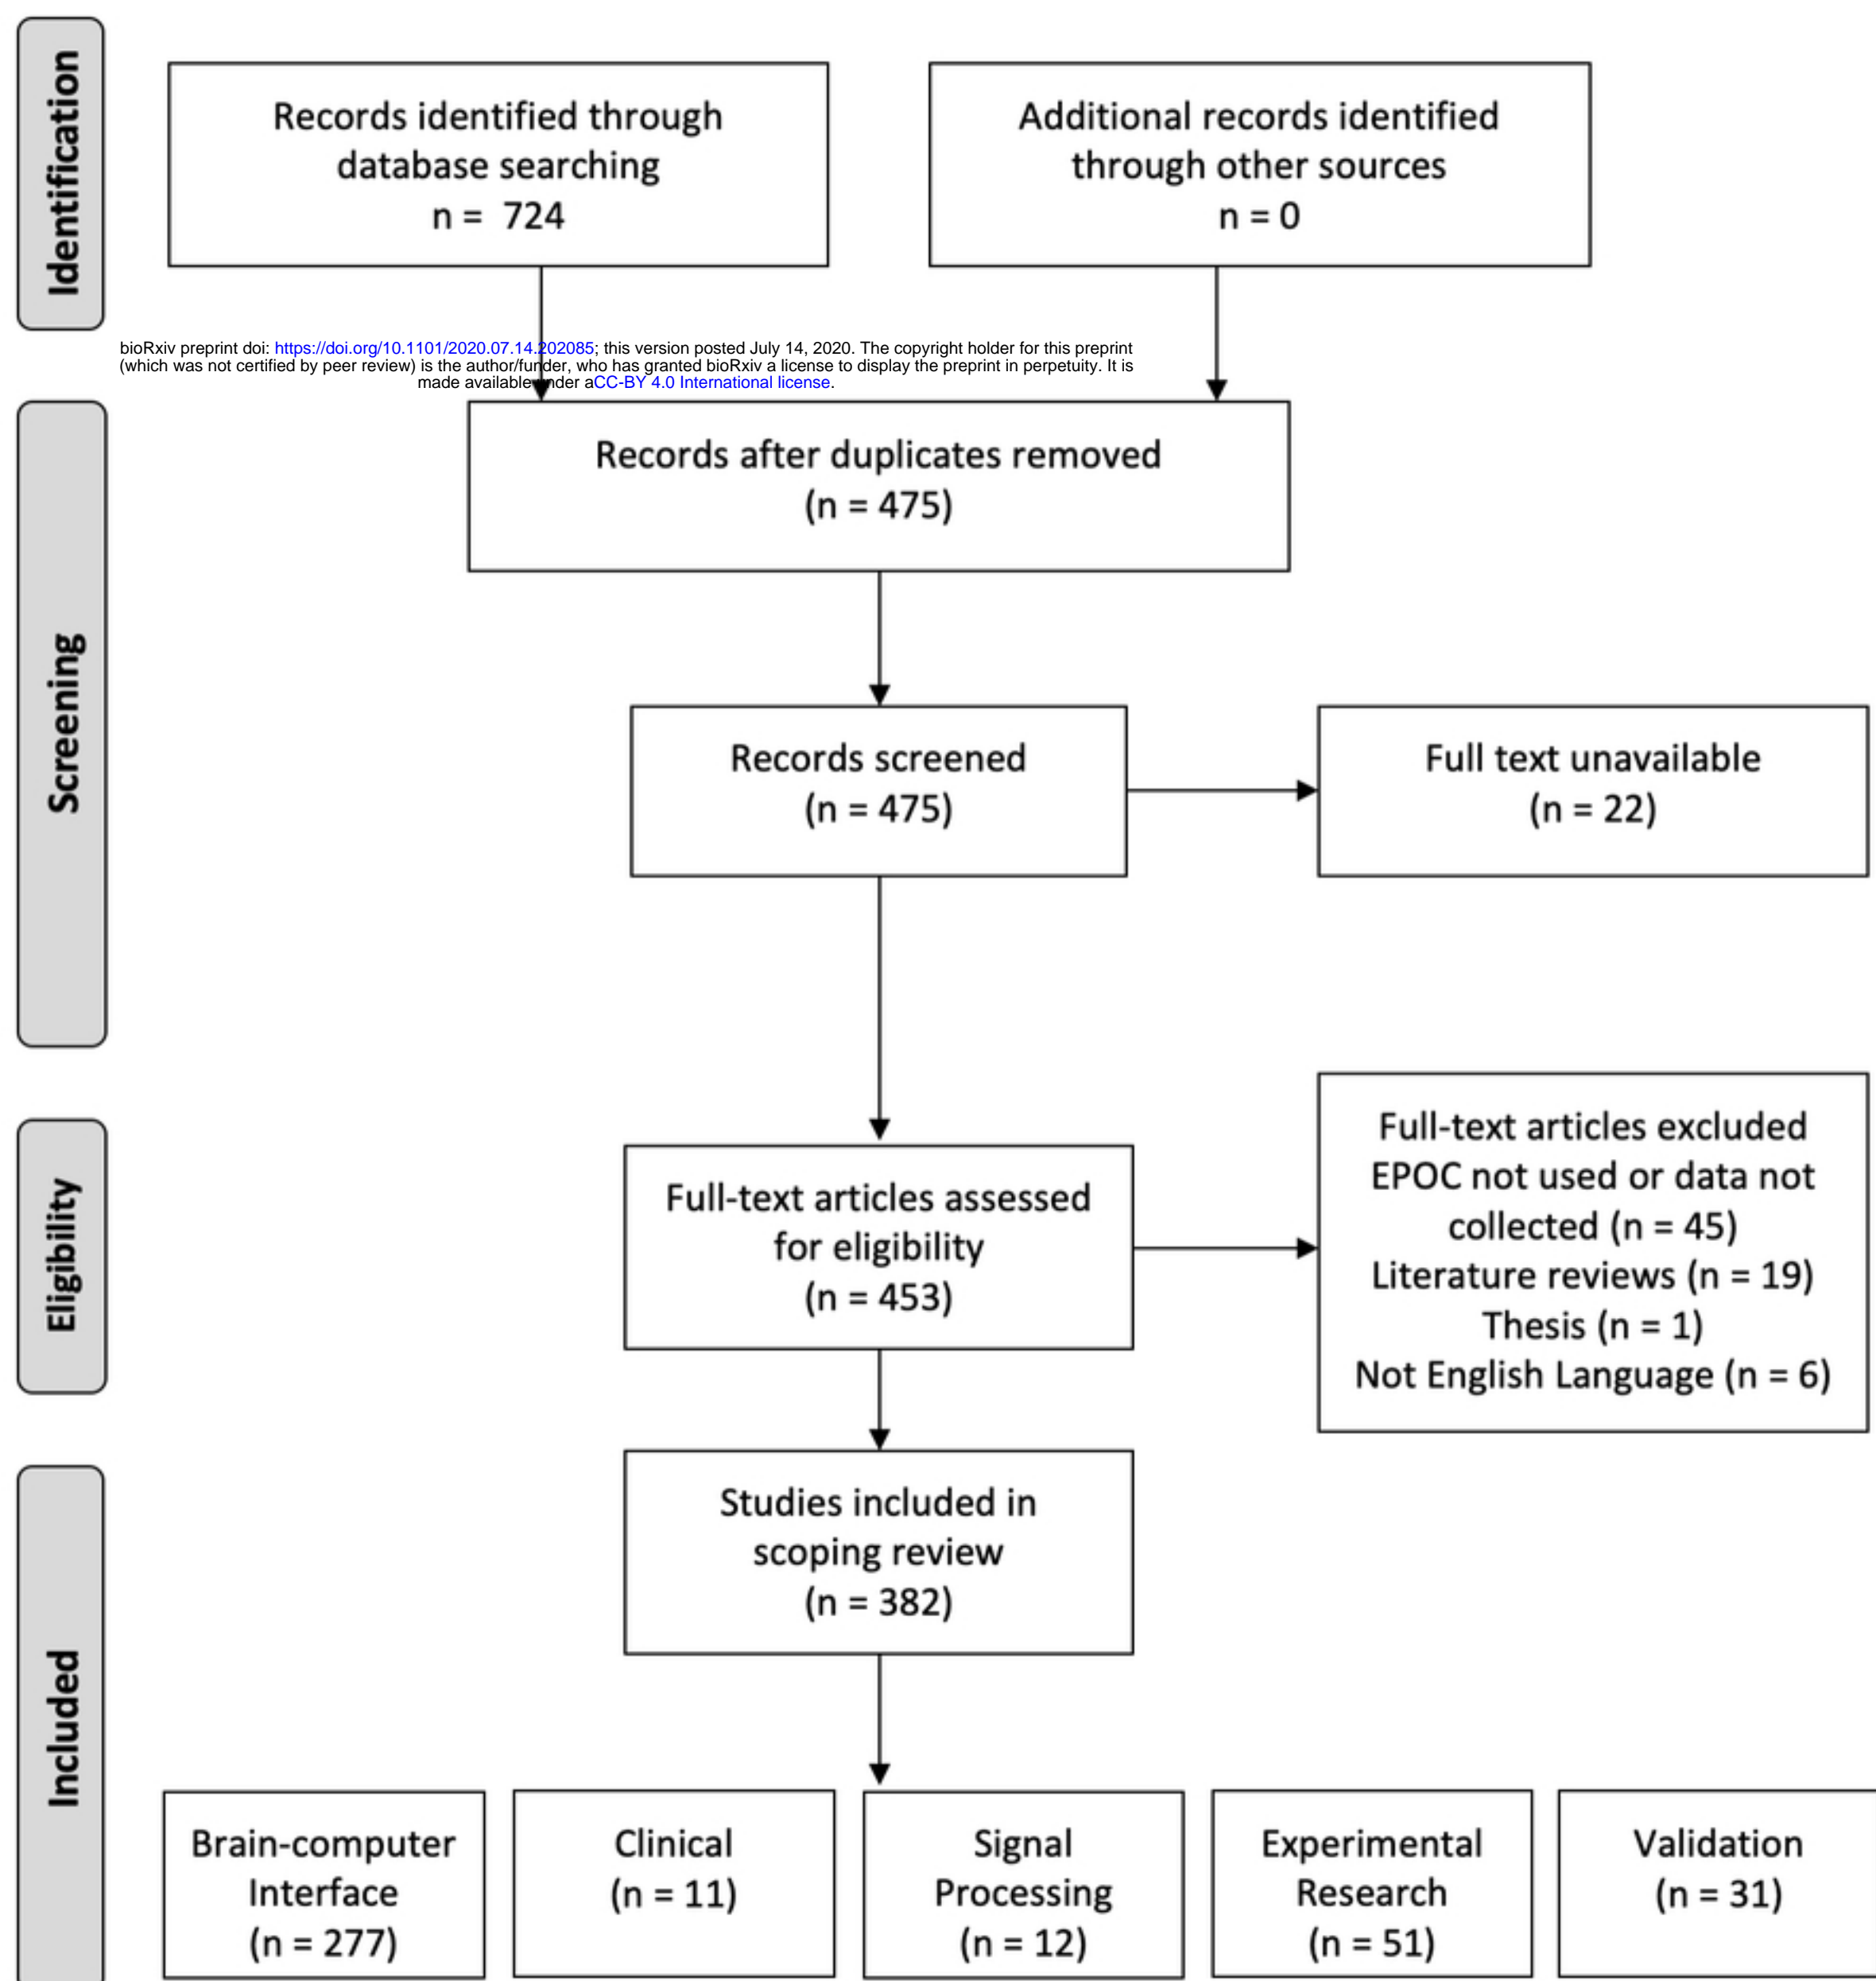 Identification
Records identified through
database searching
n = 724
Additional records identified
through other sources
n = 0
bioRxiv preprint doi: https://doi.org/10.1101/2020.07.14.202085; this version posted July 14, 2020. The copyright holder for this preprint
(which was not certified by peer review) is the author/funder, who has granted bioRxiv a license to display the preprint in perpetuity. It is
made available under aCC-BY 4.0 International license.
Screening
Records after duplicates removed
(n = 475)
Records screened
(n = 475)
Full text unavailable
(n = 22)
Eligibility
Full-text articles assessed
for eligibility
(n = 453)
Full-text articles excluded
EPOC not used or data not
collected (n = 45)
Literature reviews (n = 19)
Thesis (n = 1)
Not English Language (n = 6)
Included
Studies included in
scoping review
(n = 382)
Brain-computer
Interface
(n = 277)
Clinical
(n = 11)
Signal
Processing
(n = 12)
Experimental
Research
(n = 51)
Validation
(n = 31)